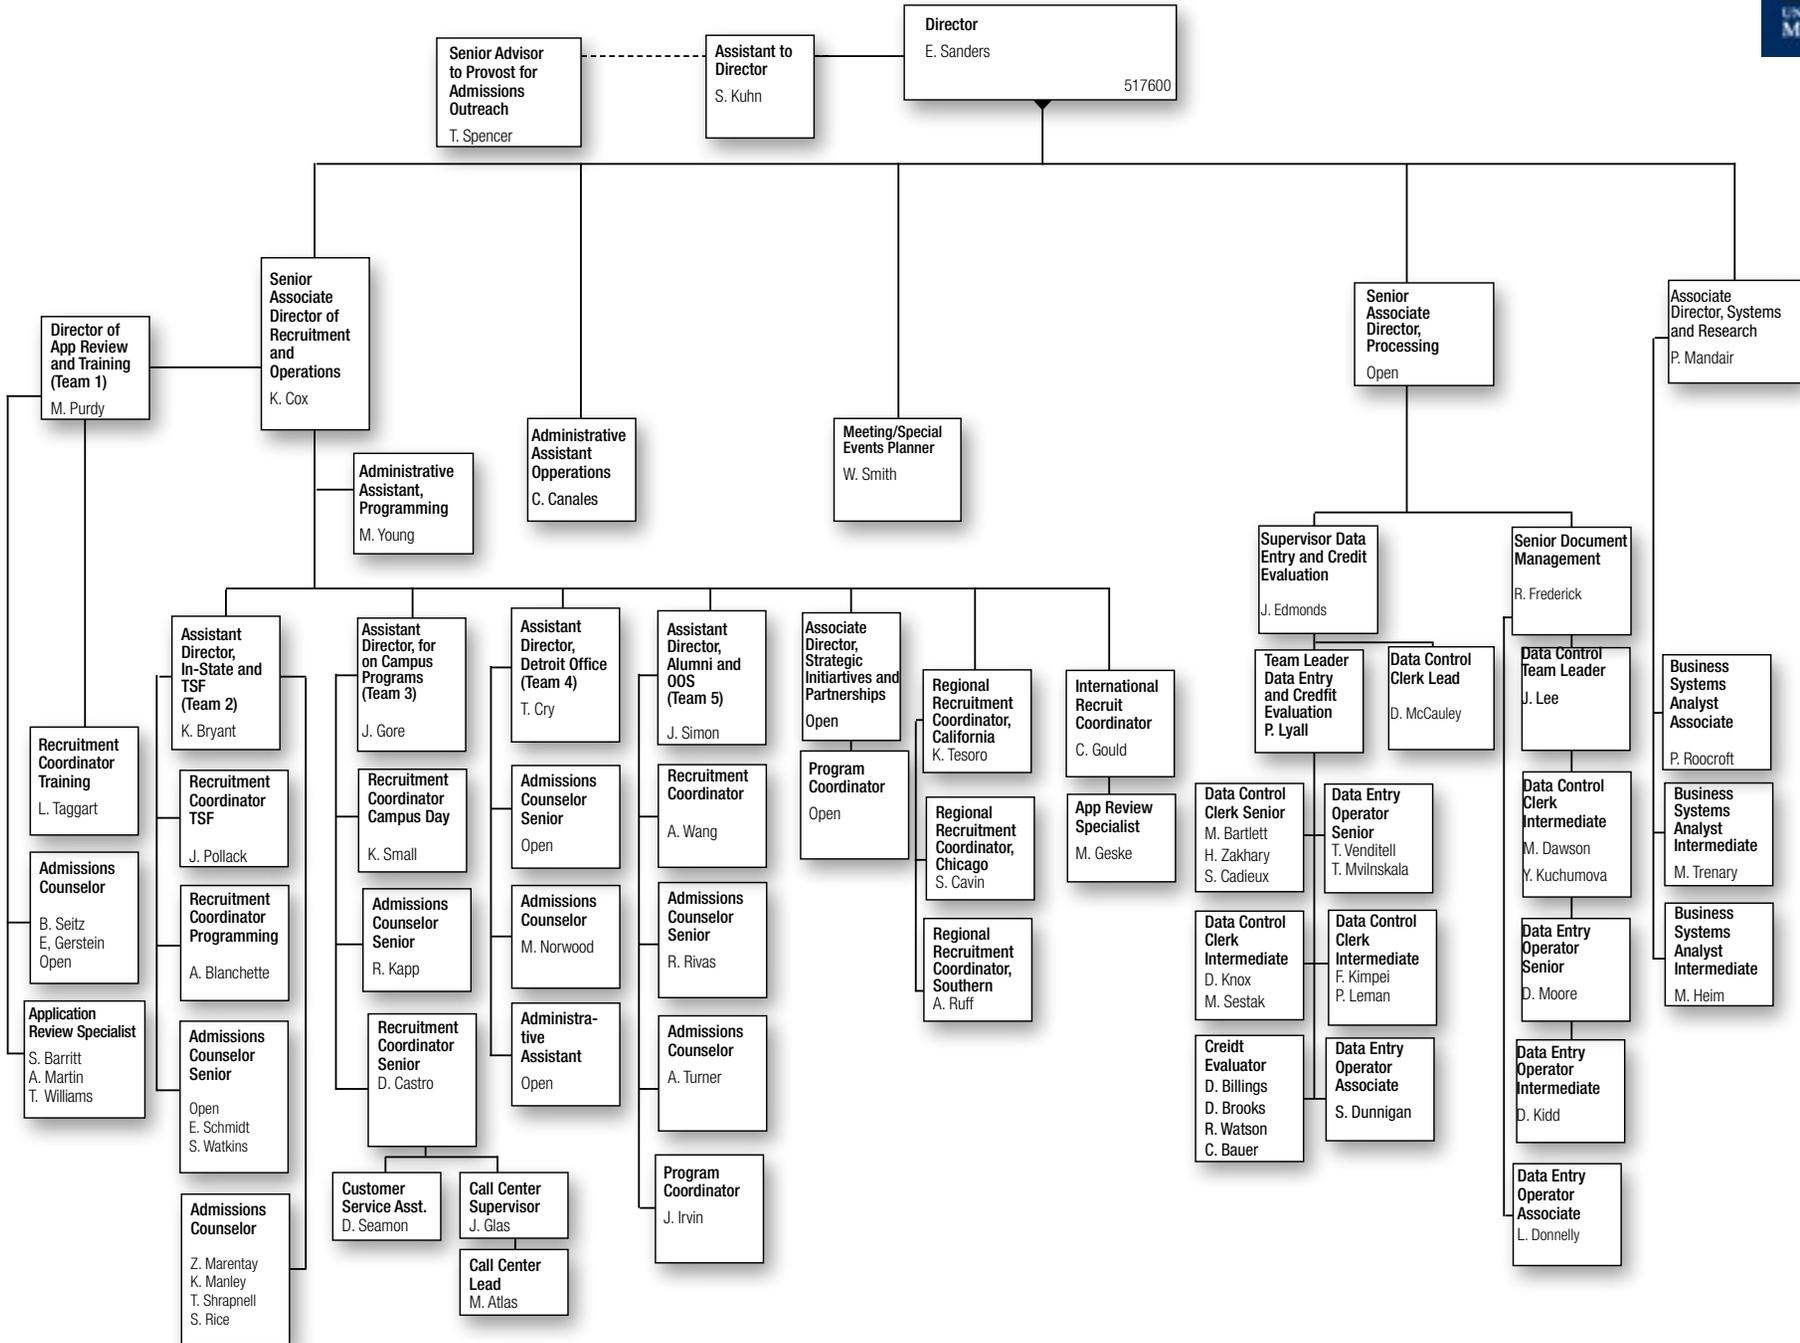 UN
M
Director
E. Sanders
517600
Senior Advisor
to Provost for
Admissions
Outreach
T. Spencer
Assistant to
Director
S. Kuhn
Senior
Associate
Director of
Recruitment
and
Operations
K. Cox
Director of
App Review
and Training
(Team 1)
M. Purdy
Administrative
Assistant,
Programming
M. Young
Administrative
Assistant
Opperations
C. Canales
Meeting/Special
Events Planner
W. Smith
Senior
Associate
Director,
Processing
Open
Associate
Director, Systems
and Research
P. Mandair
Recruitment
Coordinator
Training
L. Taggart
Admissions
Counselor
B. Seitz
E, Gerstein
Open
Application
Review Specialist
S. Barritt
A. Martin
T. Williams
Assistant
Director,
In-State and
TSF
(Team 2)
K. Bryant
Recruitment
Coordinator
TSF
J. Pollack
Recruitment
Coordinator
Programming
A. Blanchette
Admissions
Counselor
Senior
Open
E. Schmidt
S. Watkins
Admissions
Counselor
Z. Marentay
K. Manley
T. Shrapnell
S. Rice
Assistant
Director, for
on Campus
Programs
(Team 3)
J. Gore
Recruitment
Coordinator
Campus Day
K. Small
Admissions
Counselor
Senior
R. Kapp
Recruitment
Coordinator
Senior
D. Castro
Customer
Service Asst.
D. Seamon
Call Center
Supervisor
J. Glas
Call Center
Lead
M. Atlas
Assistant
Director,
Detroit Office
(Team 4)
T. Cry
Admissions
Counselor
Senior
Open
Admissions
Counselor
M. Norwood
Administra-
tive
Assistant
Open
Assistant
Director,
Alumni and
OOS
(Team 5)
J. Simon
Recruitment
Coordinator
A. Wang
Admissions
Counselor
Senior
R. Rivas
Admissions
Counselor
A. Turner
Program
Coordinator
J. Irvin
Associate
Director,
Strategic
Initiartives and
Partnerships
Open
Program
Coordinator
Open
Regional
Recruitment
Coordinator,
California
K. Tesoro
Regional
Recruitment
Coordinator,
Chicago
S. Cavin
Regional
Recruitment
Coordinator,
Southern
A. Ruff
International
Recruit
Coordinator
C. Gould
App Review
Specialist
M. Geske
Supervisor Data
Entry and Credit
Evaluation
J. Edmonds
Team Leader
Data Entry
and Credfit
Evaluation
P. Lyall
Data Control
Clerk Lead
D. McCauley
Data Control
Clerk Senior
M. Bartlett
H. Zakhary
S. Cadieux
Data Entry
Operator
Senior
T. Venditell
T. Mvilnskala
Data Control
Clerk
Intermediate
D. Knox
M. Sestak
Data Control
Clerk
Intermediate
F. Kimpei
P. Leman
Creidt
Evaluator
D. Billings
D. Brooks
R. Watson
C. Bauer
Data Entry
Operator
Associate
S. Dunnigan
Senior Document
Management
R. Frederick
Data Control
Team Leader
J. Lee
Data Control
Clerk
Intermediate
M. Dawson
Y. Kuchumova
Data Entry
Operator
Senior
D. Moore
Data Entry
Operator
Intermediate
D. Kidd
Data Entry
Operator
Associate
L. Donnelly
Business
Systems
Analyst
Associate
P. Roocroft
Business
Systems
Analyst
Intermediate
M. Trenary
Business
Systems
Analyst
Intermediate
M. Heim